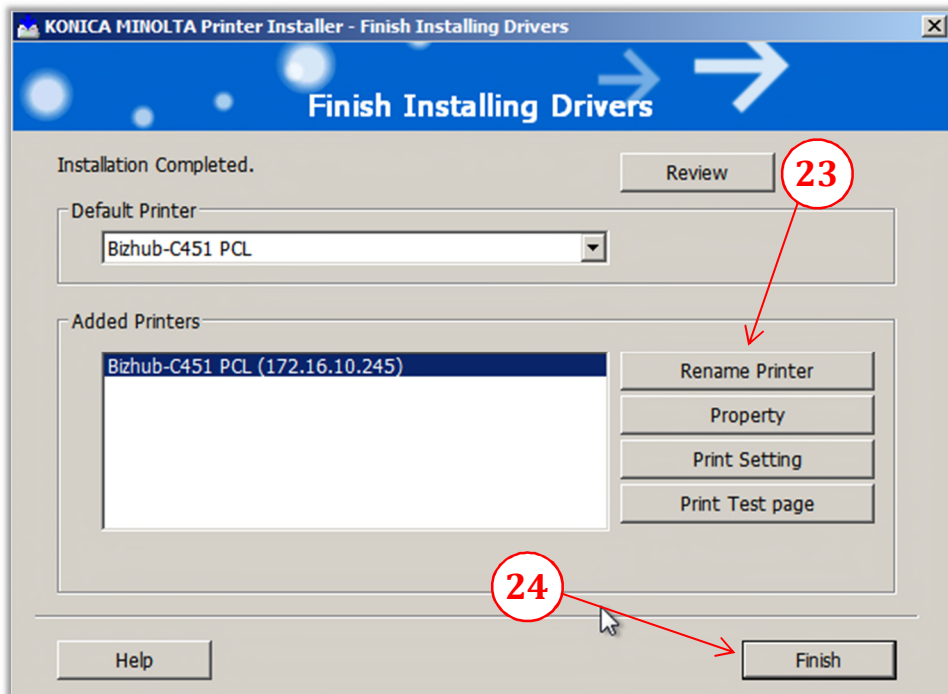 KONICA MINOLTA Printer Installer - Finish Installing Drivers
Finish Installing Drivers
Installation Completed.
Review
23
Default Printer
Bizhub-C451 PCL
Added Printers
Bizhub-C451 PCL (172.16.10.245)
Rename Printer
Property
Print Setting
Print Test page
24
Help
Finish